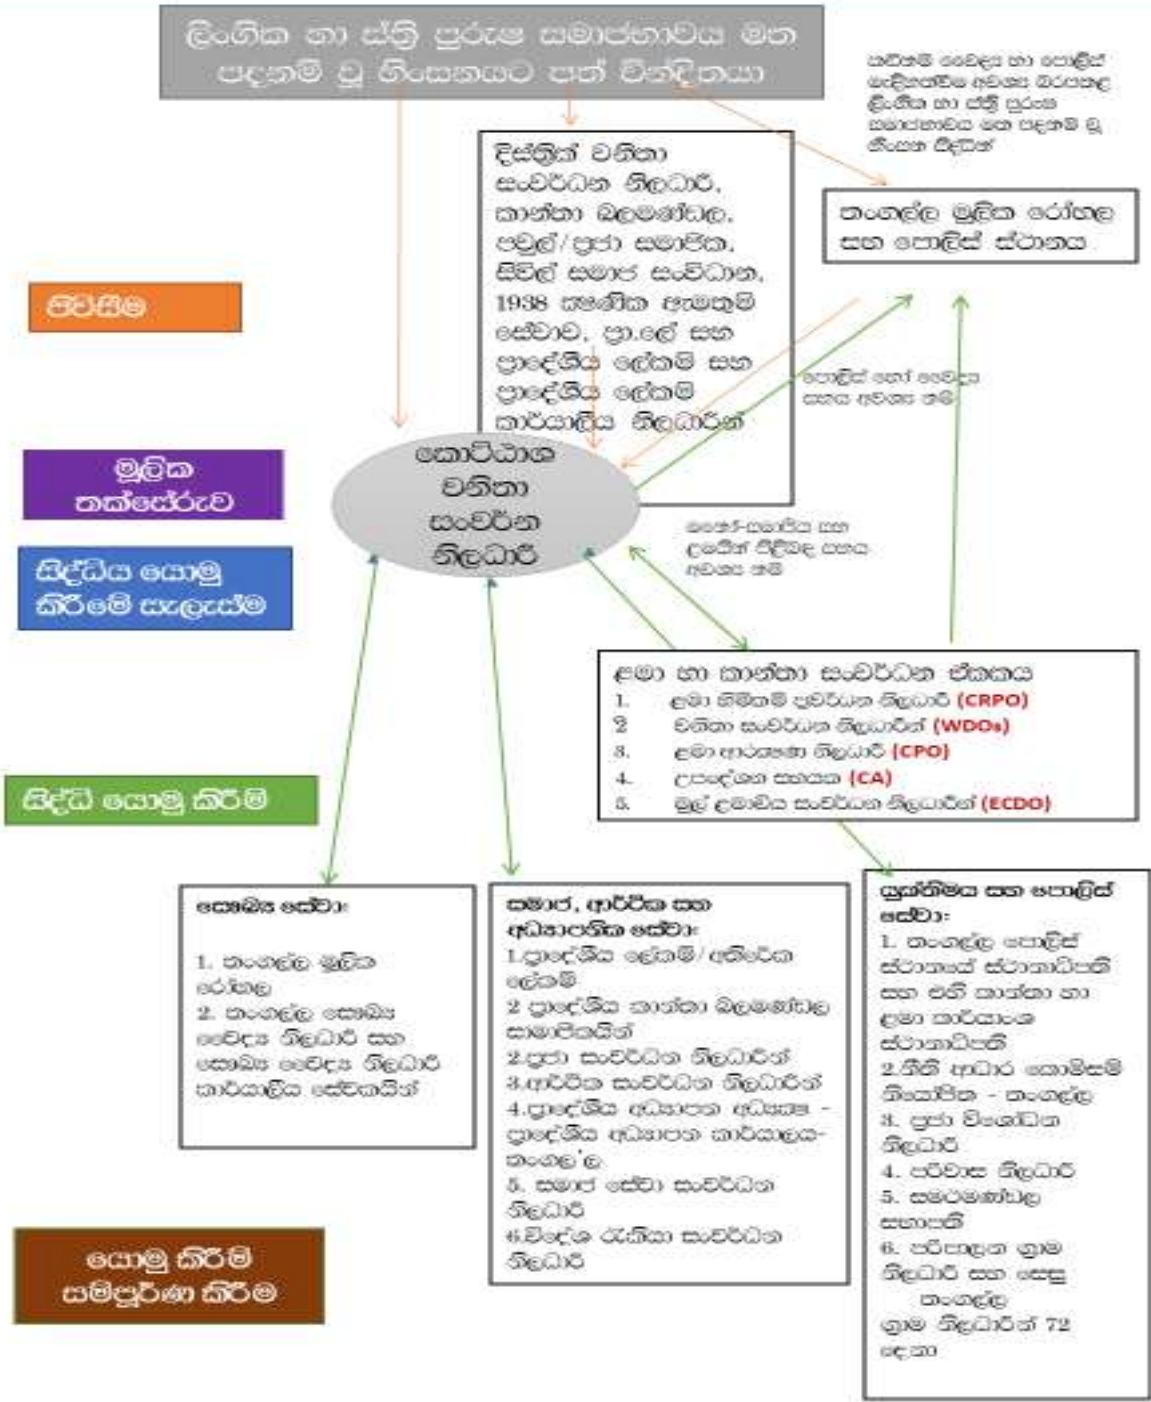 ලිංගික හා ස්ත්‍රී පුරුෂ සමාජභාවය මත
පදනම් වූ හිංසනයට පත් වින්දිතයා
හදිසි වෛද්‍ය හා පොලිස්
මැදිහත්වීම අවශ්‍ය බරපතළ
ලිංගික හා ස්ත්‍රී පුරුෂ
සමාජභාවය මත පදනම් වූ
හිංසන සිද්ධීන්
දිස්ත්‍රික් වනිතා
සංවර්ධන නිලධාරී,
කාන්තා බලමණ්ඩල,
පවුල්/ප්‍රජා සමාජික,
සිවිල් සමාජ සංවිධාන,
1938 ක්ෂණික ඇමතුම්
සේවාව, ප්‍රා.ලේ සහ
ප්‍රාදේශීය ලේකම් සහ
ප්‍රාදේශීය ලේකම්
කාර්යාලීය නිලධාරීන්
තංගල්ල මූලික රෝහල
සහ පොලිස් ස්ථානය
පිවිසීම
පොලිස් හෝ වෛද්‍ය
සහය අවශ්‍ය නම්
මූලික
තක්සේරුව
කොට්ඨාශ
වනිතා
සංවර්න
නිලධාරී
මනෝ-සමාජීය සහ
ළමයින් පිළිබඳ සහය
අවශ්‍ය නම්
සිද්ධිය යොමු
කිරීමේ සැලැස්ම
ළමා හා කාන්තා සංවර්ධන ඒකකය
1. ළමා හිමිකම් ප්‍රවර්ධන නිලධාරී (CRPO)
2 වනිතා සංවර්ධන නිලධාරීන් (WDOs)
3. ළමා ආරක්ෂණ නිලධාරී (CPO)
4. උපදේශන සහයක (CA)
5. මුල් ළමාවිය සංවර්ධන නිලධාරීන් (ECDO)
සිද්ධි යොමු කිරීම්
සෞඛ්‍ය සේවා:
1. තංගල්ල මූලික
රෝහල
2. තංගල්ල සෞඛ්‍ය
වෛද්‍ය නිලධාරී සහ
සෞඛ්‍ය වෛද්‍ය නිලධාරී
කාර්යාලීය සේවකයින්
සමාජ, ආර්ථික සහ
අධ්‍යාපනික සේවා:
1.ප්‍රාදේශීය ලේකම්/අතිරේක
ලේකම්
2 ප්‍රාදේශීය කාන්තා බලමණ්ඩල
සාමාජිකයින්
2.ප්‍රජා සංවර්ධන නිලධාරීන්
3.ආර්ථික සංවර්ධන නිලධාරීන්
4.ප්‍රාදේශීය අධ්‍යාපන අධ්‍යක්ෂ -
ප්‍රාදේශීය අධ්‍යාපන කාර්යාලය-
තංගල'ල
5. සමාජ සේවා සංවර්ධන
නිලධාරී
6.විදේශ රැකියා සංවර්ධන
නිලධාරී
යුක්තිමය සහ පොලිස්
සේවා:
1. තංගල්ල පොලිස්
ස්ථානයේ ස්ථානාධිපති
සහ එහි කාන්තා හා
ළමා කාර්යාංශ
ස්ථානාධිපති
2.නීති ආධාර කොමිසම්
නියෝජිත - තංගල්ල
3. ප්‍රජා විශෝධන
නිලධාරී
4. පරිවාස නිලධාරී
5. සමථමණ්ඩල
සභාපති
6. පරිපාලන ග්‍රාම
නිළධාරී සහ සෙසු
තංගල්ල
ග්‍රාම නිළධාරීන් 72
දෙනා
යොමු කිරීම්
සම්පූර්ණ කිරීම